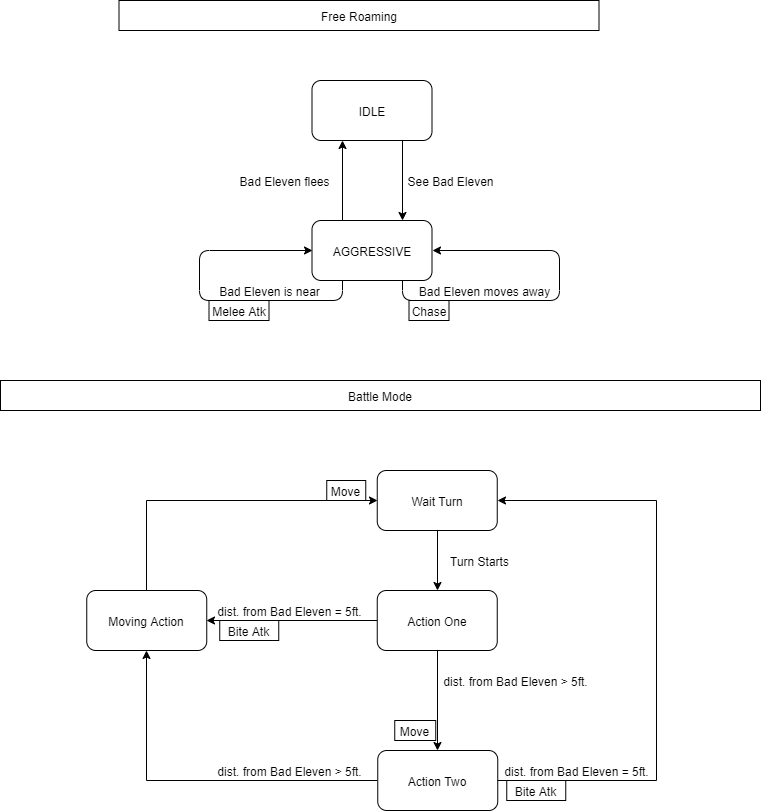 Free Roaming
IDLE
Bad Eleven flees
See Bad Eleven
AGGRESSIVE
Bad Eleven is near
Bad Eleven moves away
Melee Atk
Chase
Battle Mode
Move
Wait Turn
Turn Starts
Moving Action
dist. from Bad Eleven = 5ft.
Bite Atk
Action One
dist. from Bad Eleven > 5ft.
Move
dist. from Bad Eleven > 5ft.
Action Two
dist. from Bad Eleven = 5ft.
Bite Atk